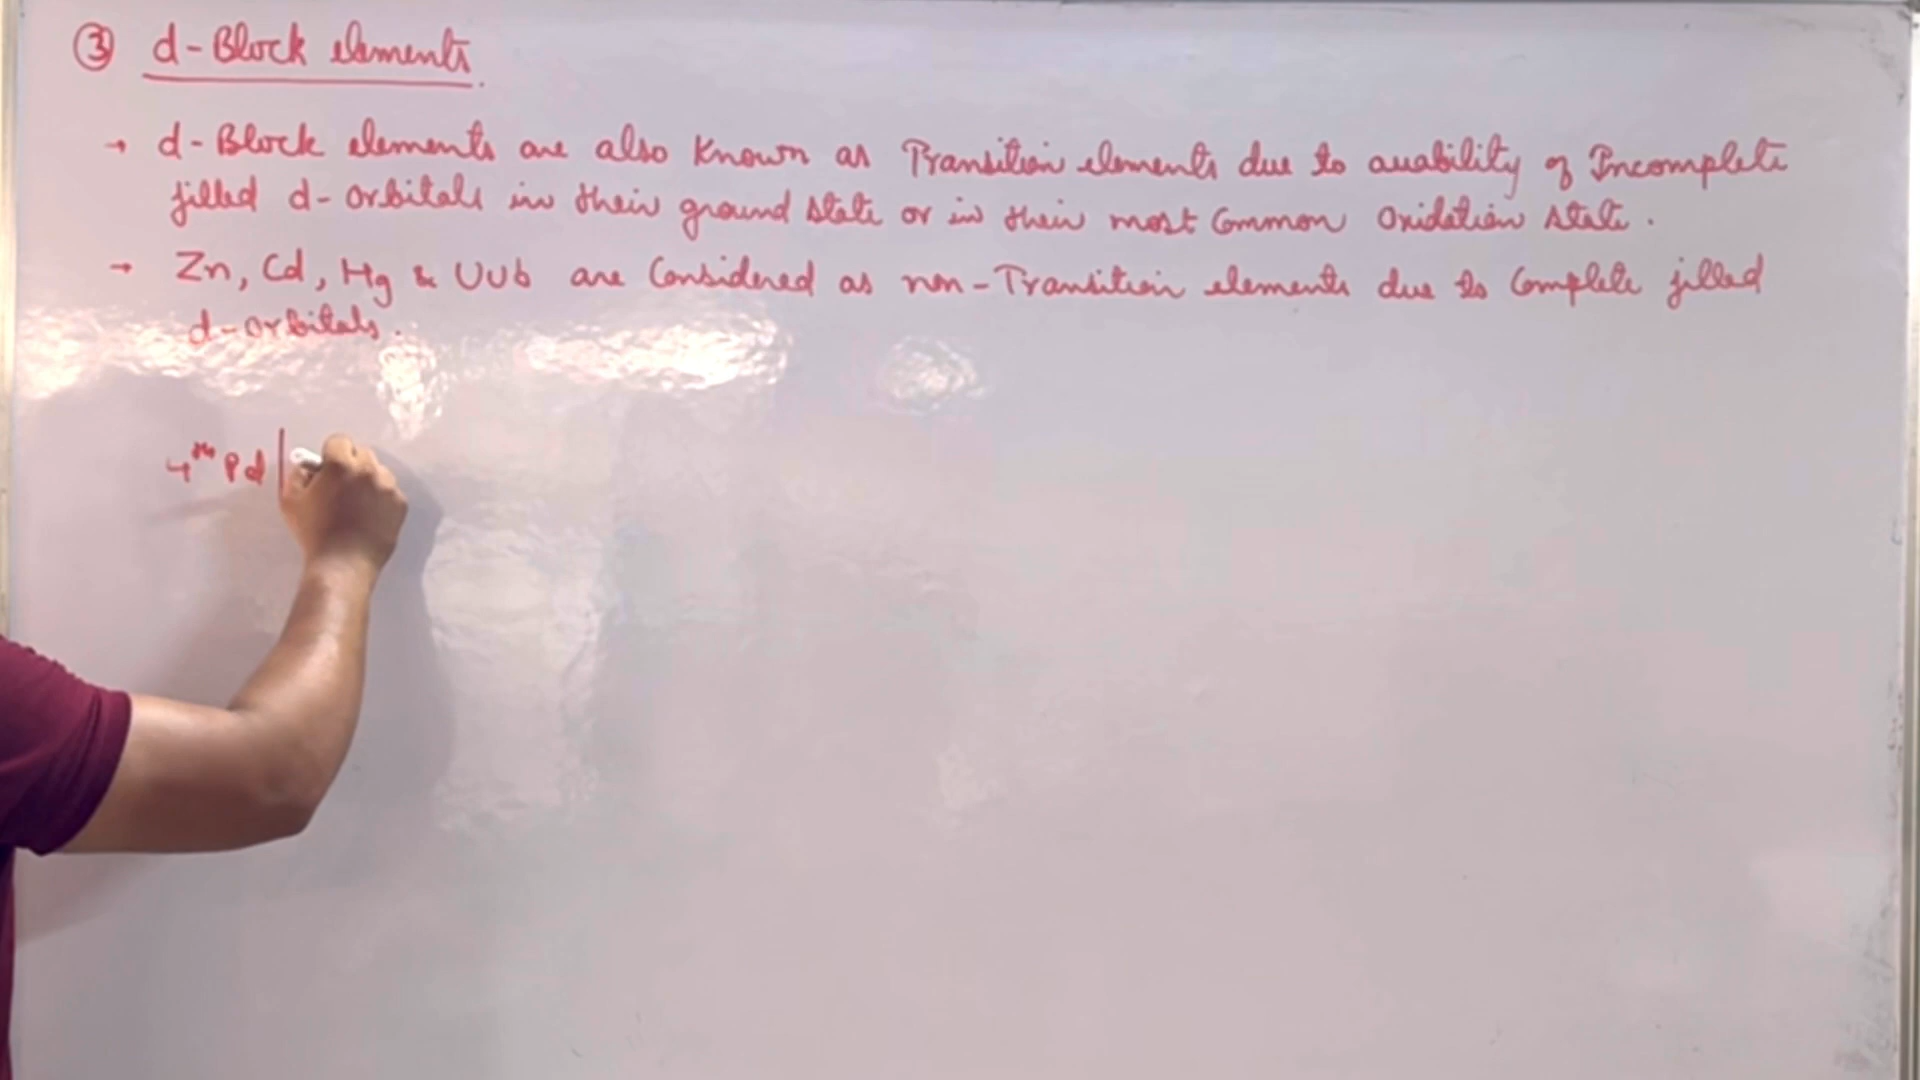 ③ d-Block elements
→ d-Block elements are also known as Transition elements due to avability of Incomplete
filled d-orbitals in their ground state or in their most Common Oxidation state.
→ Zn, Cd, Hg & Uub are Considered as non-Transition elements due to Complete filled
d-orbitals.
4th Pd |